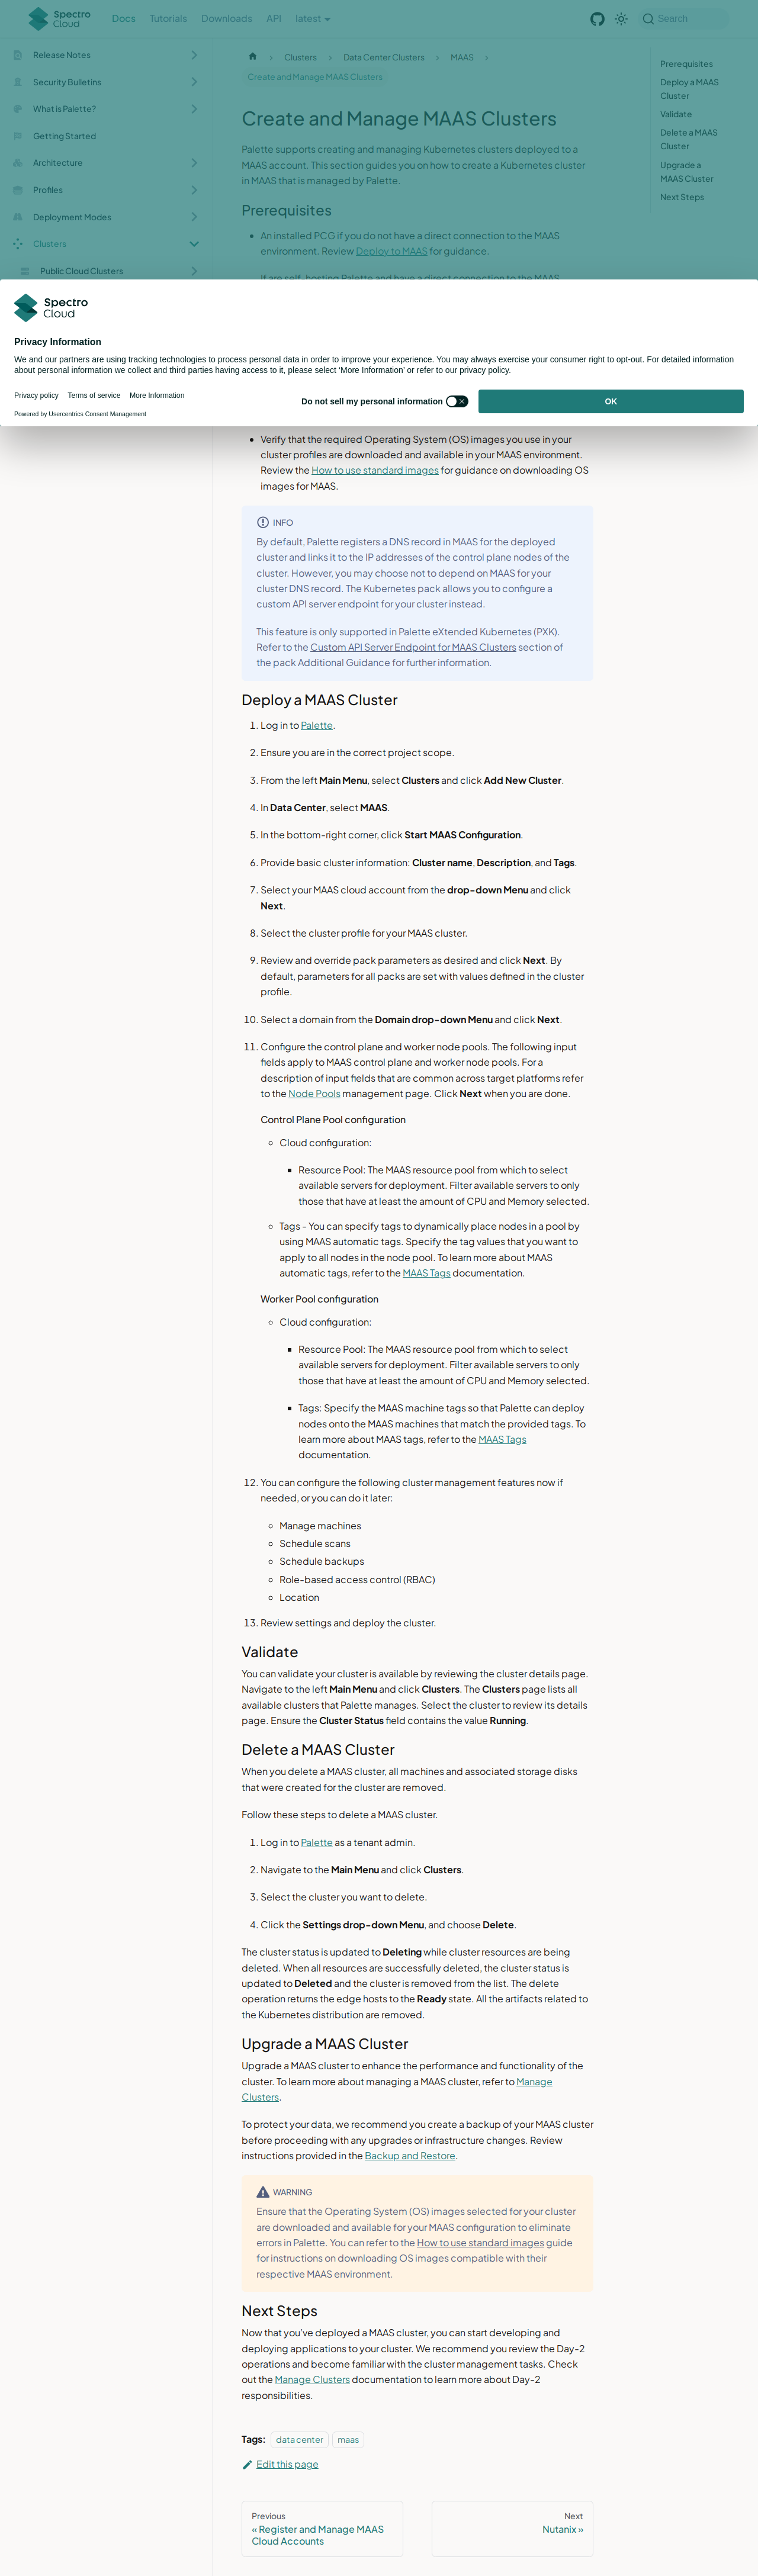 Spectro Cloud
Docs
Tutorials
Downloads
API
latest
Search
Release Notes
Security Bulletins
What is Palette?
Getting Started
Architecture
Profiles
Deployment Modes
Clusters
Public Cloud Clusters
Clusters
Data Center Clusters
MAAS
Create and Manage MAAS Clusters
Prerequisites
Deploy a MAAS
Cluster
Validate
Delete a MAAS
Cluster
Upgrade a
MAAS Cluster
Next Steps
Create and Manage MAAS Clusters
Palette supports creating and managing Kubernetes clusters deployed to a
MAAS account. This section guides you on how to create a Kubernetes cluster
in MAAS that is managed by Palette.
Prerequisites
An installed PCG if you do not have a direct connection to the MAAS
environment. Review Deploy to MAAS for guidance.
If are self-hosting Palette and have a direct connection to the MAAS
Spectro Cloud
Privacy Information
We and our partners are using tracking technologies to process personal data in order to improve your experience. You may always exercise your consumer right to opt-out. For detailed information
about personal information we collect and third parties having access to it, please select ‘More Information’ or refer to our privacy policy.
Privacy policy
Terms of service
More Information
Powered by Usercentrics Consent Management
Do not sell my personal information
OK
Verify that the required Operating System (OS) images you use in your
cluster profiles are downloaded and available in your MAAS environment.
Review the How to use standard images for guidance on downloading OS
images for MAAS.
INFO
By default, Palette registers a DNS record in MAAS for the deployed
cluster and links it to the IP addresses of the control plane nodes of the
cluster. However, you may choose not to depend on MAAS for your
cluster DNS record. The Kubernetes pack allows you to configure a
custom API server endpoint for your cluster instead.
This feature is only supported in Palette eXtended Kubernetes (PXK).
Refer to the Custom API Server Endpoint for MAAS Clusters section of
the pack Additional Guidance for further information.
Deploy a MAAS Cluster
1. Log in to Palette.
2. Ensure you are in the correct project scope.
3. From the left Main Menu, select Clusters and click Add New Cluster.
4. In Data Center, select MAAS.
5. In the bottom-right corner, click Start MAAS Configuration.
6. Provide basic cluster information: Cluster name, Description, and Tags.
7. Select your MAAS cloud account from the drop-down Menu and click
Next.
8. Select the cluster profile for your MAAS cluster.
9. Review and override pack parameters as desired and click Next. By
default, parameters for all packs are set with values defined in the cluster
profile.
10. Select a domain from the Domain drop-down Menu and click Next.
11. Configure the control plane and worker node pools. The following input
fields apply to MAAS control plane and worker node pools. For a
description of input fields that are common across target platforms refer
to the Node Pools management page. Click Next when you are done.
Control Plane Pool configuration
Cloud configuration:
Resource Pool: The MAAS resource pool from which to select
available servers for deployment. Filter available servers to only
those that have at least the amount of CPU and Memory selected.
Tags - You can specify tags to dynamically place nodes in a pool by
using MAAS automatic tags. Specify the tag values that you want to
apply to all nodes in the node pool. To learn more about MAAS
automatic tags, refer to the MAAS Tags documentation.
Worker Pool configuration
Cloud configuration:
Resource Pool: The MAAS resource pool from which to select
available servers for deployment. Filter available servers to only
those that have at least the amount of CPU and Memory selected.
Tags: Specify the MAAS machine tags so that Palette can deploy
nodes onto the MAAS machines that match the provided tags. To
learn more about MAAS tags, refer to the MAAS Tags
documentation.
12. You can configure the following cluster management features now if
needed, or you can do it later:
Manage machines
Schedule scans
Schedule backups
Role-based access control (RBAC)
Location
13. Review settings and deploy the cluster.
Validate
You can validate your cluster is available by reviewing the cluster details page.
Navigate to the left Main Menu and click Clusters. The Clusters page lists all
available clusters that Palette manages. Select the cluster to review its details
page. Ensure the Cluster Status field contains the value Running.
Delete a MAAS Cluster
When you delete a MAAS cluster, all machines and associated storage disks
that were created for the cluster are removed.
Follow these steps to delete a MAAS cluster.
1. Log in to Palette as a tenant admin.
2. Navigate to the Main Menu and click Clusters.
3. Select the cluster you want to delete.
4. Click the Settings drop-down Menu, and choose Delete.
The cluster status is updated to Deleting while cluster resources are being
deleted. When all resources are successfully deleted, the cluster status is
updated to Deleted and the cluster is removed from the list. The delete
operation returns the edge hosts to the Ready state. All the artifacts related to
the Kubernetes distribution are removed.
Upgrade a MAAS Cluster
Upgrade a MAAS cluster to enhance the performance and functionality of the
cluster. To learn more about managing a MAAS cluster, refer to Manage
Clusters.
To protect your data, we recommend you create a backup of your MAAS cluster
before proceeding with any upgrades or infrastructure changes. Review
instructions provided in the Backup and Restore.
WARNING
Ensure that the Operating System (OS) images selected for your cluster
are downloaded and available for your MAAS configuration to eliminate
errors in Palette. You can refer to the How to use standard images guide
for instructions on downloading OS images compatible with their
respective MAAS environment.
Next Steps
Now that you’ve deployed a MAAS cluster, you can start developing and
deploying applications to your cluster. We recommend you review the Day-2
operations and become familiar with the cluster management tasks. Check
out the Manage Clusters documentation to learn more about Day-2
responsibilities.
Tags: data center maas
Edit this page
Previous
« Register and Manage MAAS
Cloud Accounts
Next
Nutanix »